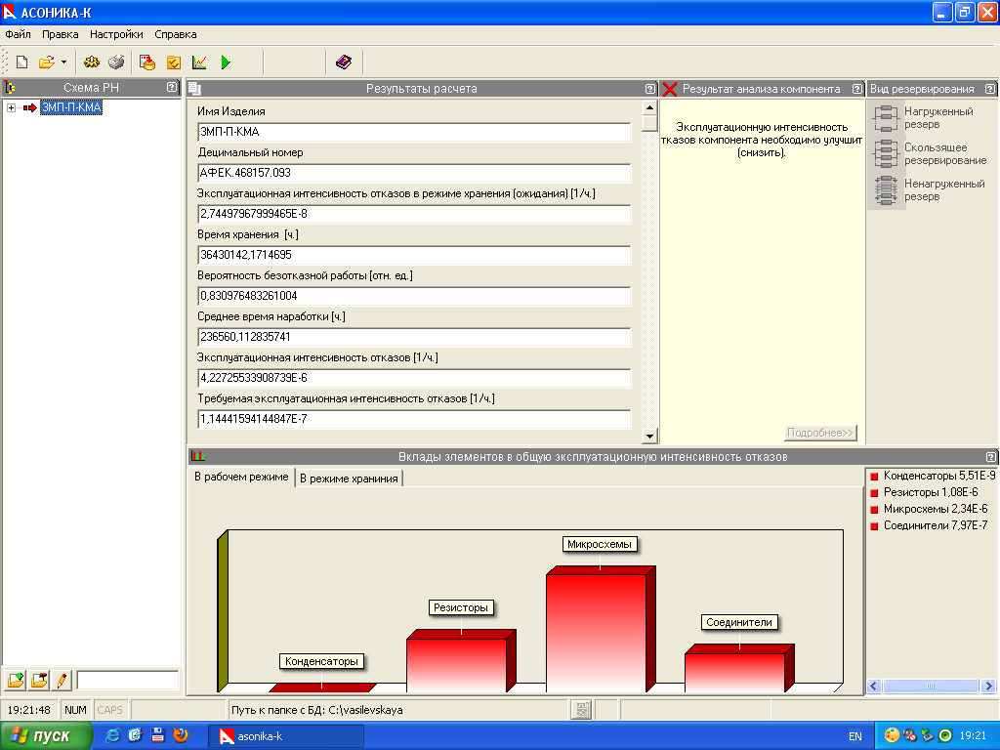 АСОНИКА-К
Файл Правка Настройки Справка
Схема РН
ЗМП-П-КМА
Результаты расчета
Имя Изделия
ЗМП-П-КМА
Децимальный номер
АФЕК.468157.093
Эксплуатационная интенсивность отказов в режиме хранения (ожидания) [1/ч.]
2,74497967999465E-8
Время хранения [ч.]
36430142,1714695
Вероятность безотказной работы [отн. ед.]
0,830976483261004
Среднее время наработки [ч.]
236560,112835741
Эксплуатационная интенсивность отказов [1/ч.]
4,22725533908739E-6
Требуемая эксплуатационная интенсивность отказов [1/ч.]
1,14441594144847E-7
Результат анализа компонента
Эксплуатационную интенсивность
тказов компонента необходимо улучшит
(снизить).
Подробнее>>
Вид резервирования
Нагруженный
резерв
Скользящее
резервирование
Ненагруженный
резерв
Вклады элементов в общую эксплуатационную интенсивность отказов
В рабочем режиме
В режиме храниния
Конденсаторы
Резисторы
Микросхемы
Соединители
Конденсаторы 5,51E-9
Резисторы 1,08E-6
Микросхемы 2,34E-6
Соединители 7,97E-7
19:21:48 NUM CAPS Путь к папке с БД: C:\vasilevskaya
пуск asonika-k EN 19:21